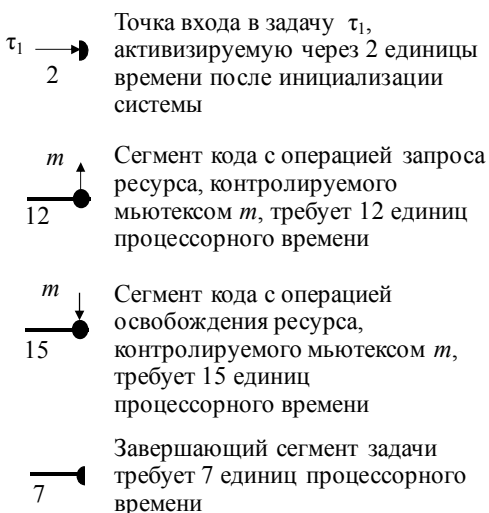 Точка входа в задачу τ₁,
τ₁ активизируемую через 2 единицы
2 времени после инициализации
системы
m Сегмент кода с операцией запроса
ресурса, контролируемого
мьютексом m, требует 12 единиц
12 процессорного времени
m Сегмент кода с операцией
освобождения ресурса,
15 контролируемого мьютексом m,
требует 15 единиц
процессорного времени
Завершающий сегмент задачи
требует 7 единиц процессорного
7 времени